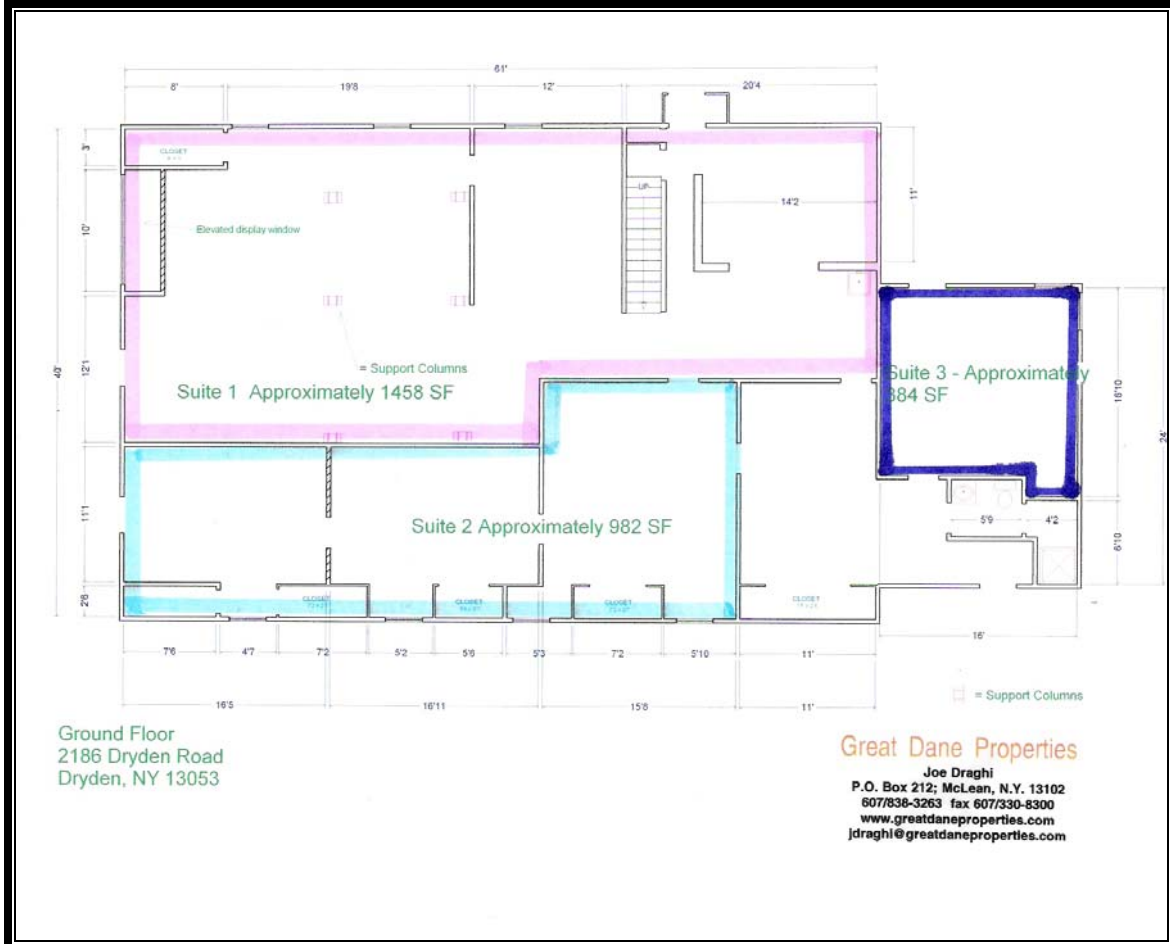 61'
8'
19'8
12'
20'4
3'
CLOSET
UP
14'2
11'
10'
Elevated display window
= Support Columns
40'
12'1
Suite 1 Approximately 1458 SF
Suite 3 - Approximately
384 SF
16'10
24'
11'1
Suite 2 Approximately 982 SF
5'9
4'2
6'10
2'6
CLOSET
CLOSET
CLOSET
CLOSET
7'6
4'7
7'2
5'2
5'6
5'3
7'2
5'10
11'
16'
16'5
16'11
15'8
11'
= Support Columns
Ground Floor
2186 Dryden Road
Dryden, NY 13053
Great Dane Properties
Joe Draghi
P.O. Box 212; McLean, N.Y. 13102
607/838-3263 fax 607/330-8300
www.greatdaneproperties.com
jdraghi@greatdaneproperties.com